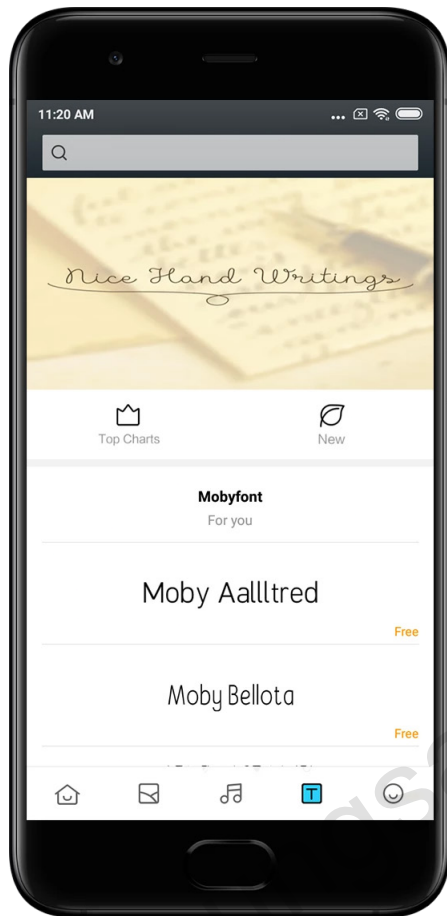 11:20 AM
Nice Hand Writings
Top Charts
New
Mobyfont
For you
Moby Aallltred
Free
Moby Bellota
Free
T